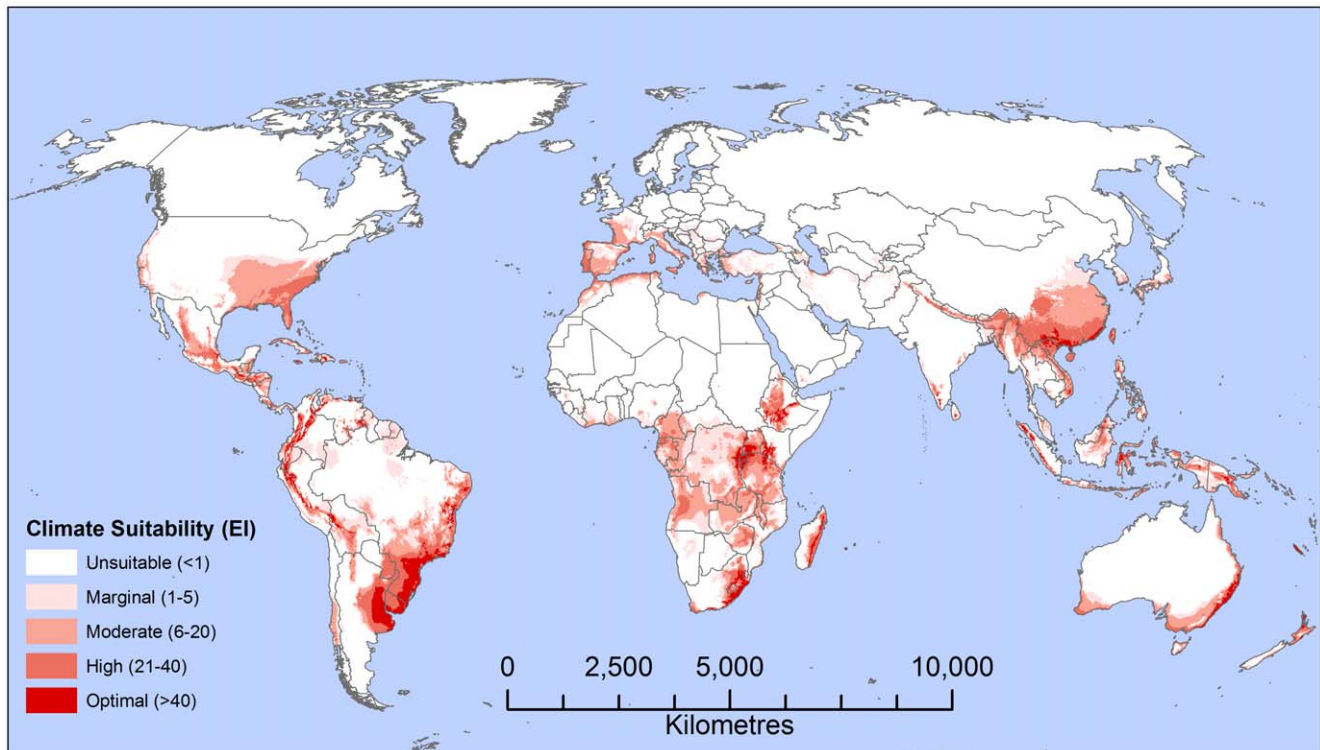 Climate Suitability (EI)
Unsuitable (<1)
Marginal (1-5)
Moderate (6-20)
High (21-40)
Optimal (>40)
0 2,500 5,000 10,000
Kilometres